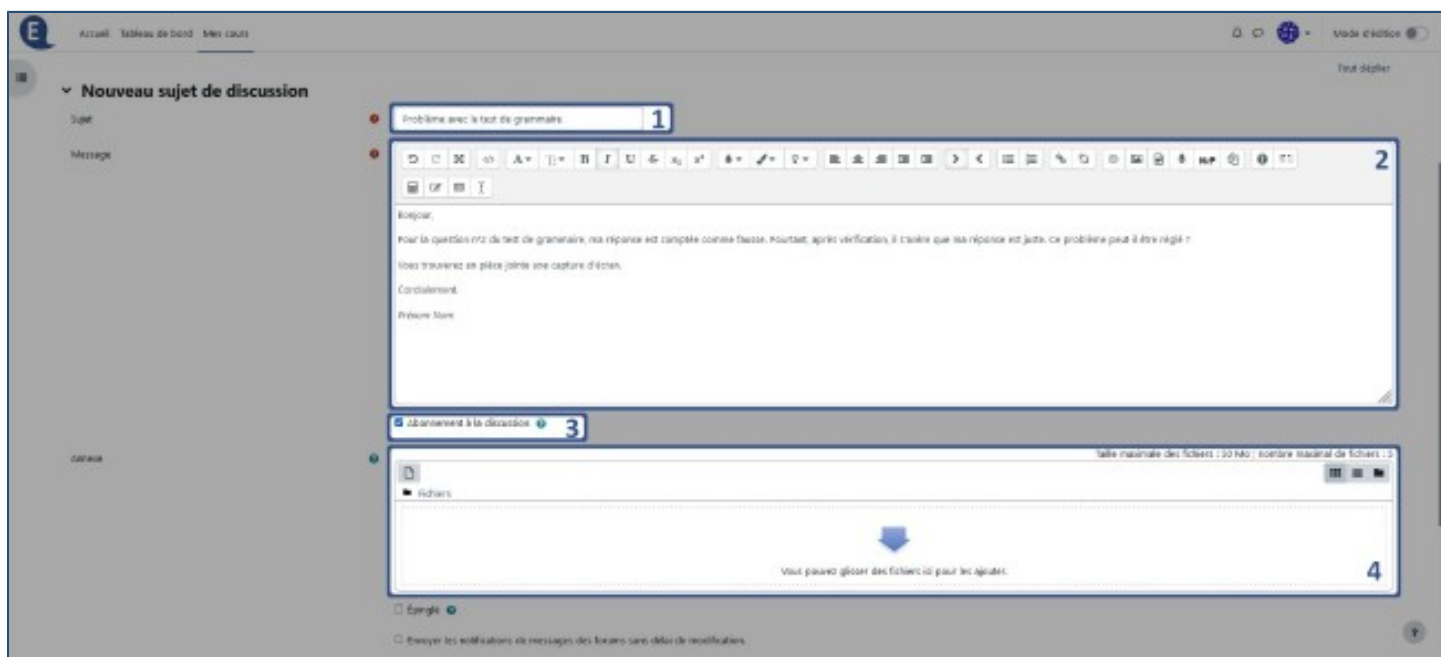 E
Accueil Tableau de bord Mes cours
Mode d'édition
Tout déplier
Nouveau sujet de discussion
Sujet
Problème avec le test de grammaire
1
Message
2
Bonjour,
Pour la question n°2 du test de grammaire, ma réponse est comptée comme fausse. Pourtant, après vérification, il s'avère que ma réponse est juste. Ce problème peut-il être réglé ?
Vous trouverez en pièce jointe une capture d'écran.
Cordialement
Prénom Nom
Abonnement à la discussion
3
Annexe
Taille maximale des fichiers : 50 Mo ; nombre maximal de fichiers :
Fichiers
Vous pouvez glisser des fichiers ici pour les ajouter.
4
Épinglé
Envoyer les notifications de messages des forums sans délai de modification.
?